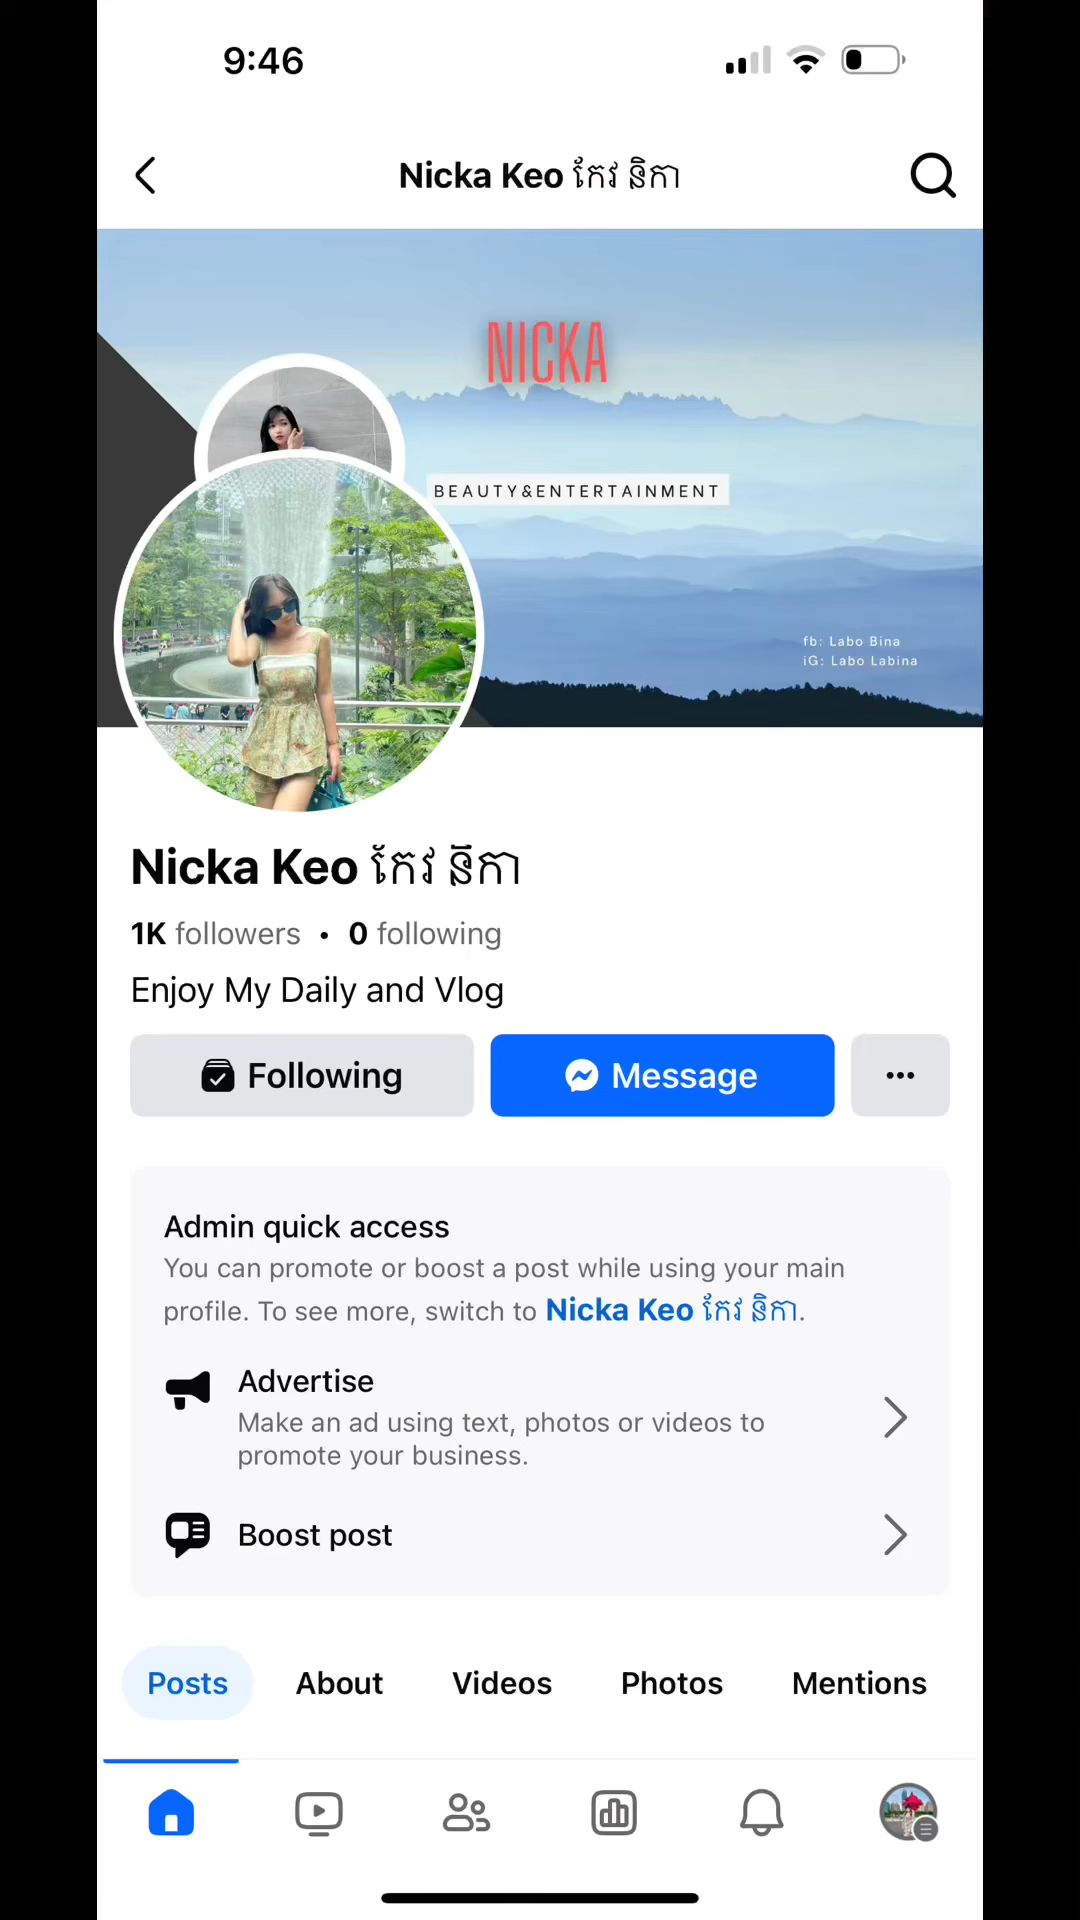 9:46
Nicka Keo កែវ និកា
NICKA
BEAUTY&ENTERTAINMENT
fb: Labo Bina
iG: Labo Labina
Nicka Keo កែវ និកា
1K followers • 0 following
Enjoy My Daily and Vlog
Following
Message
Admin quick access
You can promote or boost a post while using your main
profile. To see more, switch to Nicka Keo កែវ និកា.
Advertise
Make an ad using text, photos or videos to
promote your business.
Boost post
Posts
About
Videos
Photos
Mentions